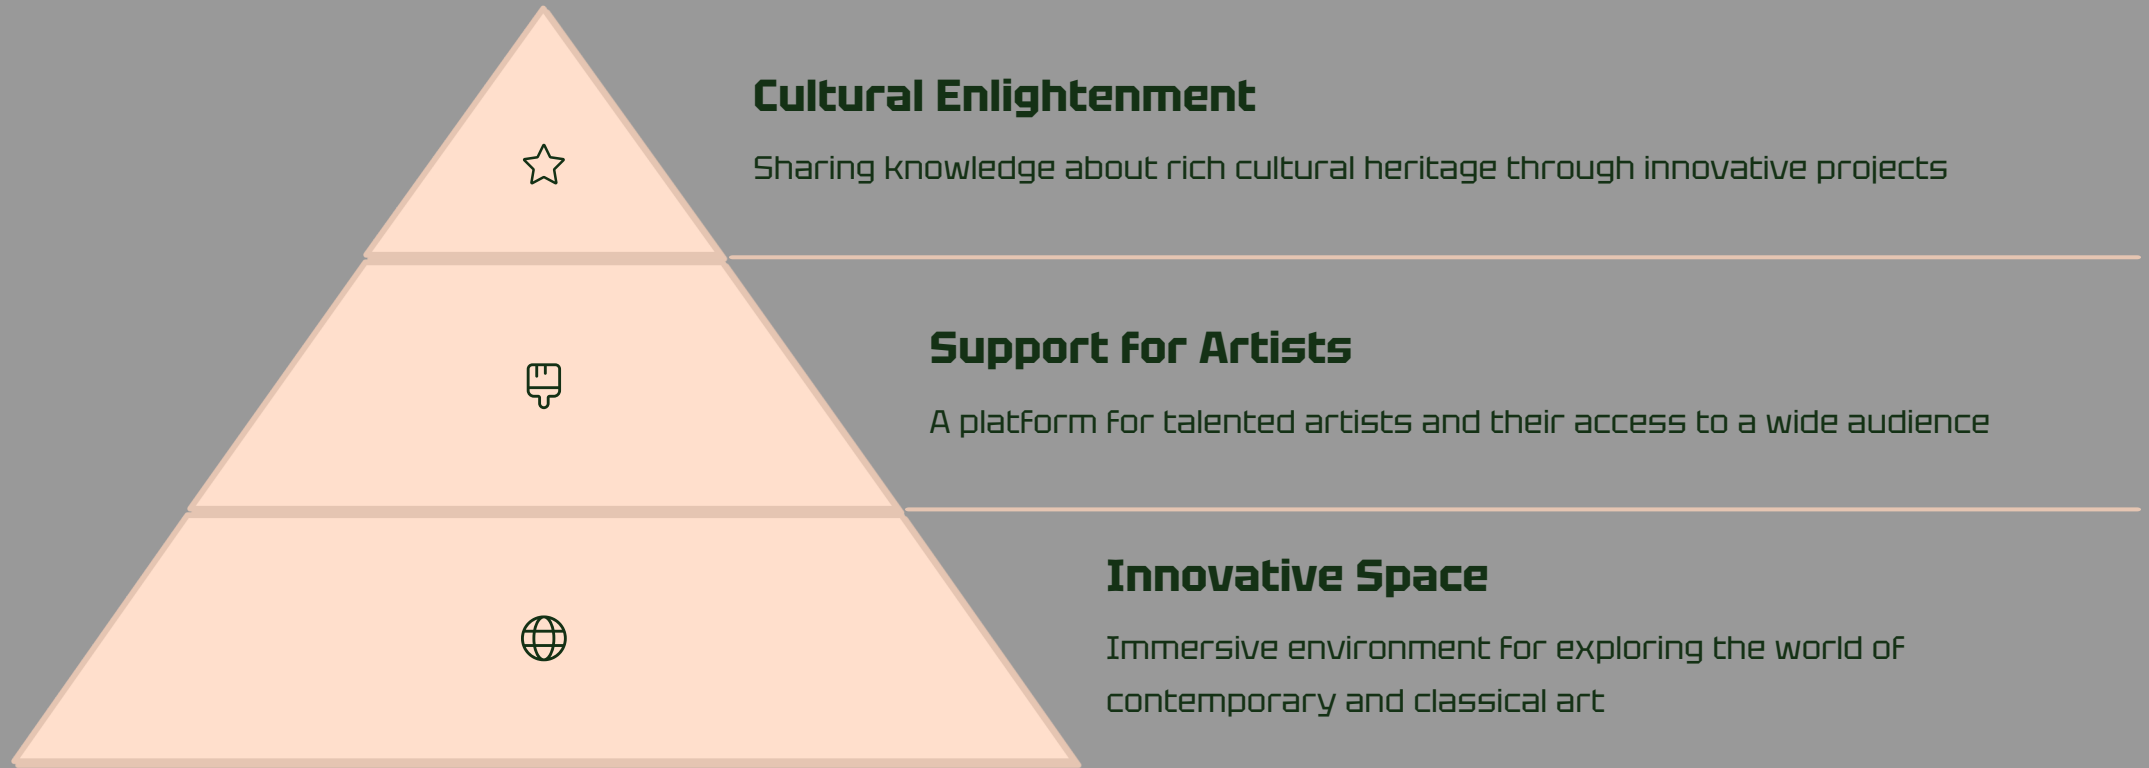 Cultural Enlightenment
Sharing knowledge about rich cultural heritage through innovative projects
Support for Artists
A platform for talented artists and their access to a wide audience
Innovative Space
Immersive environment for exploring the world of
contemporary and classical art